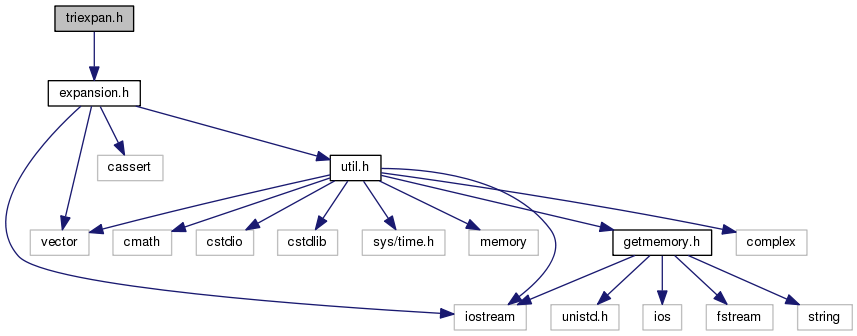 triexpan.h
expansion.h
cassert
util.h
vector
cmath
cstdio
cstdlib
sys/time.h
memory
getmemory.h
complex
iostream
unistd.h
ios
fstream
string